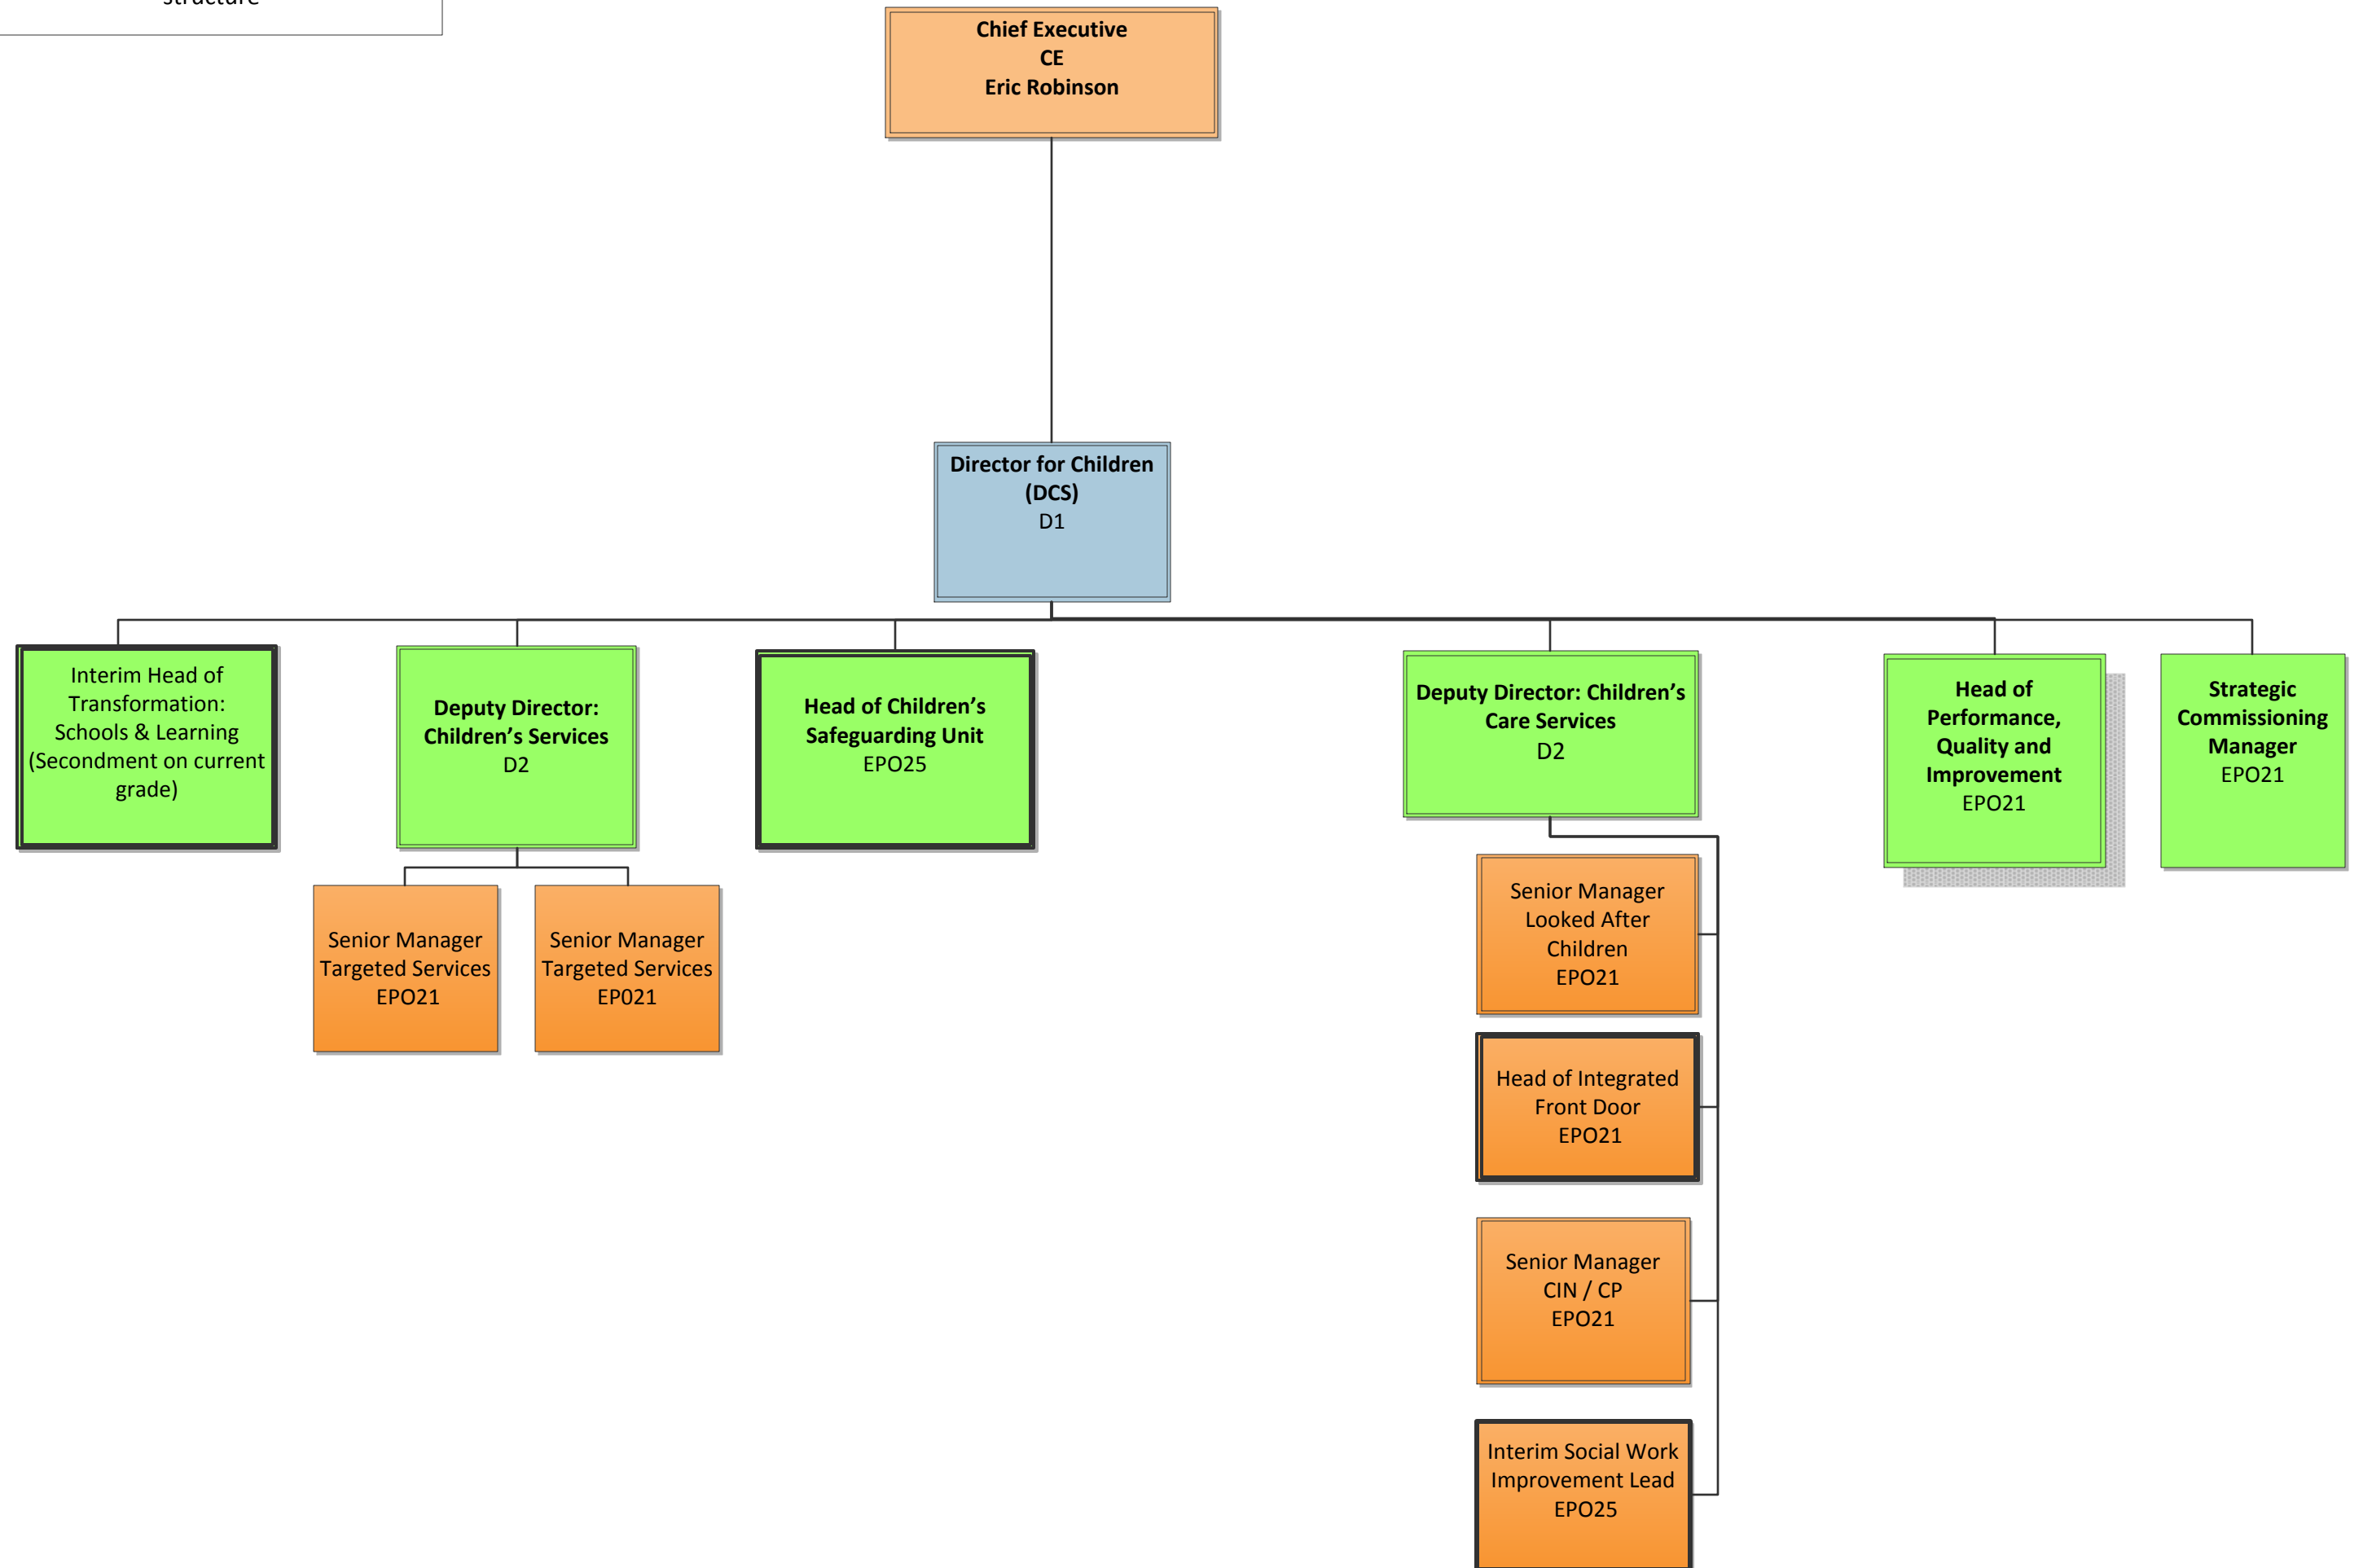 structure
Chief Executive
CE
Eric Robinson
Director for Children
(DCS)
D1
Interim Head of
Transformation:
Schools & Learning
(Secondment on current
grade)
Deputy Director:
Children’s Services
D2
Head of Children’s
Safeguarding Unit
EPO25
Deputy Director: Children’s
Care Services
D2
Head of
Performance,
Quality and
Improvement
EPO21
Strategic
Commissioning
Manager
EPO21
Senior Manager
Targeted Services
EPO21
Senior Manager
Targeted Services
EP021
Senior Manager
Looked After
Children
EPO21
Head of Integrated
Front Door
EPO21
Senior Manager
CIN / CP
EPO21
Interim Social Work
Improvement Lead
EPO25